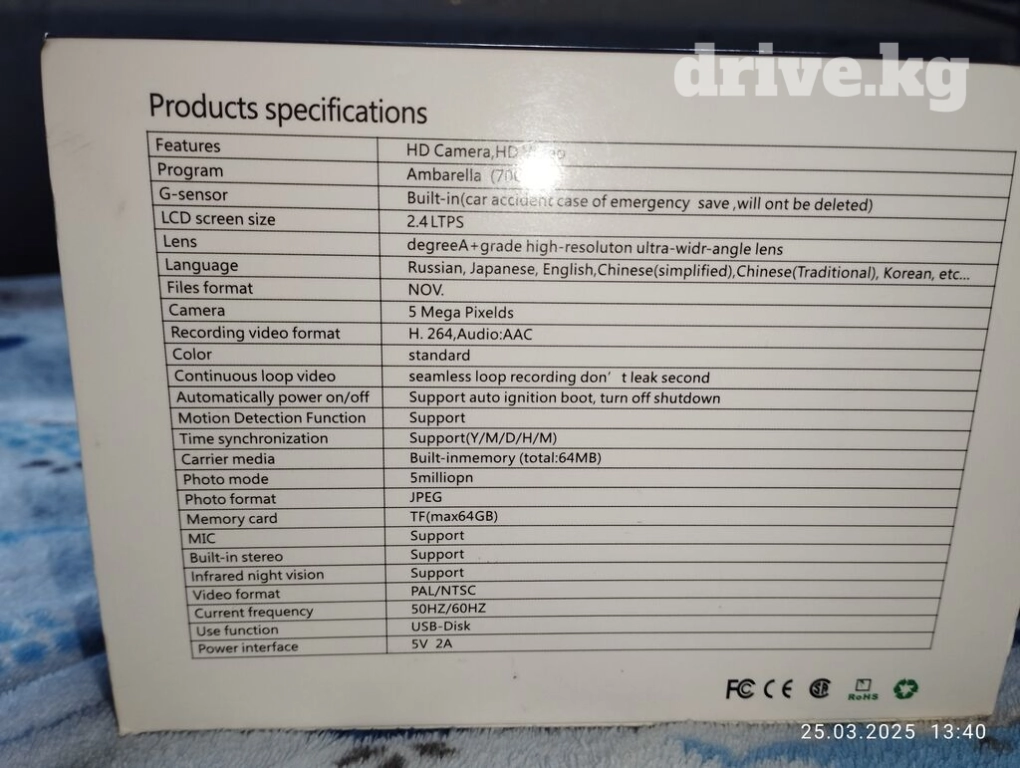 drive.kg
Products specifications
Features HD Camera,HD
Program Ambarella
G-sensor Built-in(car accident case of emergency save ,will ont be deleted)
LCD screen size 2.4 LTPS
Lens degreeA+grade high-resoluton ultra-widr-angle lens
Language Russian, Japanese, English,Chinese(simplified),Chinese(Traditional), Korean, etc...
Files format NOV.
Camera 5 Mega Pixelds
Recording video format H. 264,Audio:AAC
Color standard
Continuous loop video seamless loop recording don't leak second
Automatically power on/off Support auto ignition boot, turn off shutdown
Motion Detection Function Support
Time synchronization Support(Y/M/D/H/M)
Carrier media Built-inmemory (total:64MB)
Photo mode 5milliopn
Photo format JPEG
Memory card TF(max64GB)
MIC Support
Built-in stereo Support
Infrared night vision Support
Video format PAL/NTSC
Current frequency 50HZ/60HZ
Use function USB-Disk
Power interface 5V 2A
FC CE RoHS
25.03.2025 13:40